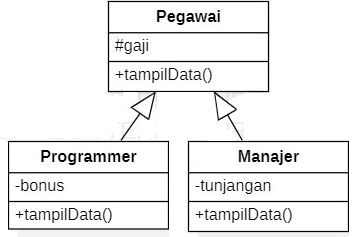 Pegawai
#gaji
+tampilData()
Programmer
-bonus
+tampilData()
Manajer
-tunjangan
+tampilData()